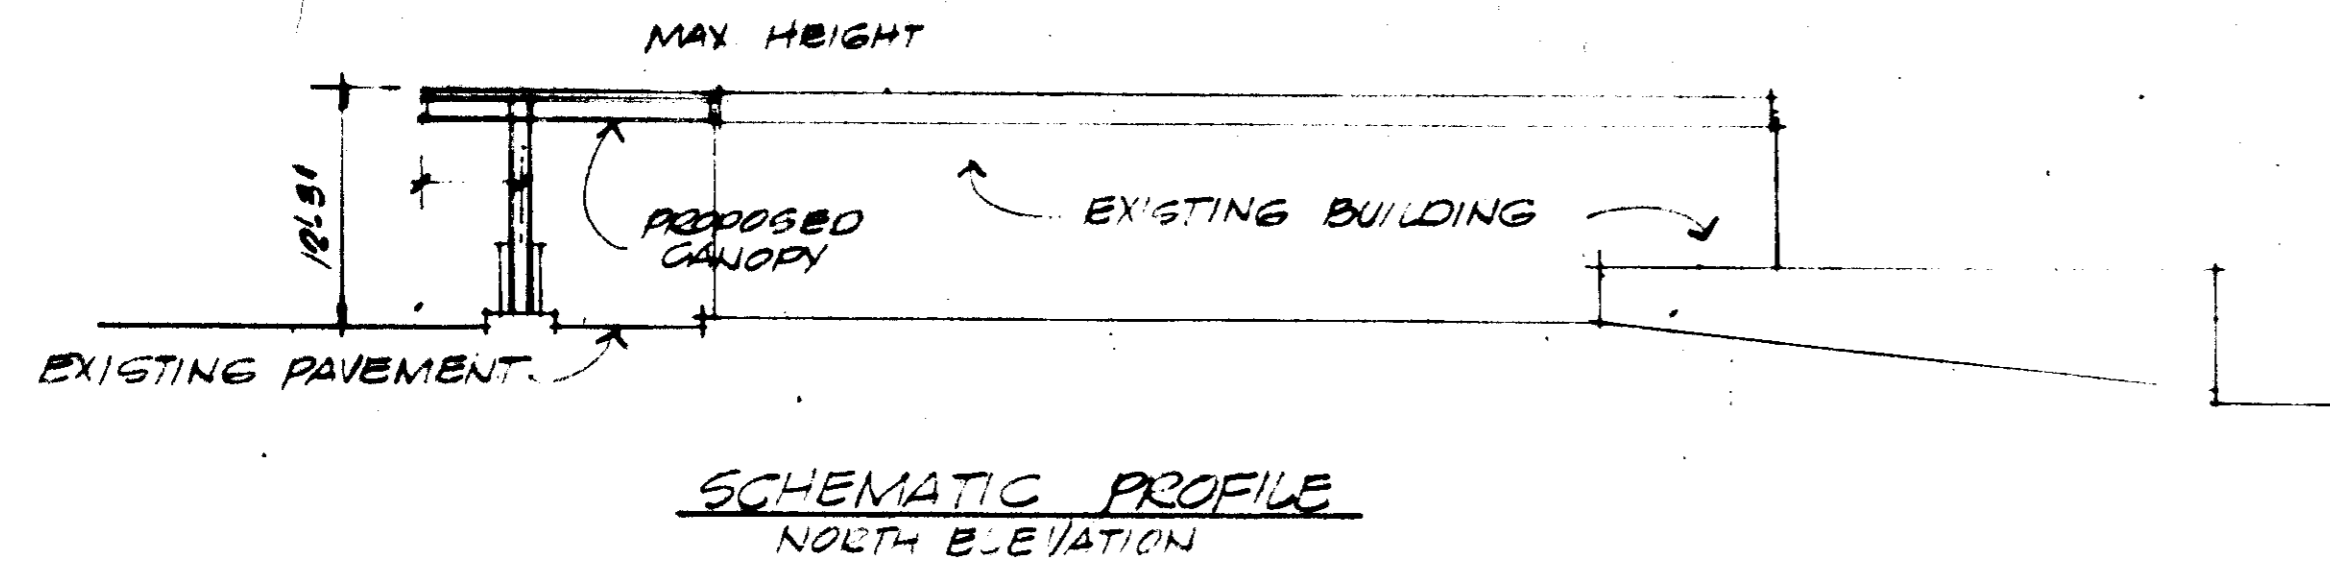 MAX HEIGHT
PROPOSED
CANOPY
EXISTING BUILDING
EXISTING PAVEMENT
SCHEMATIC PROFILE
NORTH ELEVATION